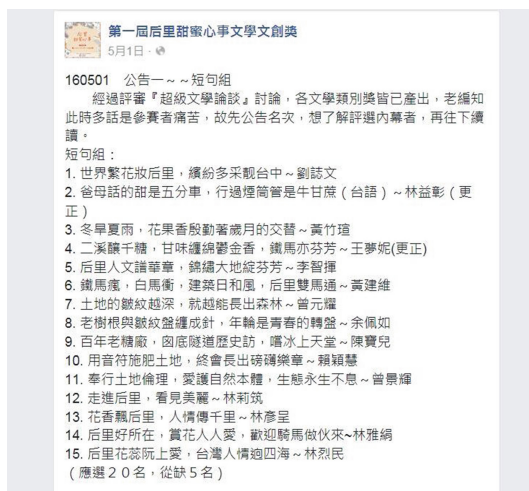 第一屆后里甜蜜心事文學文創獎
5月1日
160501　公告一～～短句組
經過評審『超級文學論談』討論，各文學類別獎皆已產出，老編知
此時多話是參賽者痛苦，故先公告名次，想了解評選內幕者，再往下續
讀。
短句組：
1. 世界繁花妝后里，繽紛多采靓台中～劉誌文
2. 爸母話的甜是五分車，行過煙筒管是牛甘蔗（台語）～林益彰（更
正）
3. 冬旱夏雨，花果香殷勤著歲月的交替～黃竹瑄
4. 二溪釀千糖，甘味纏綿鬱金香，鐵馬亦芬芳～王夢妮(更正)
5. 后里人文譜華章，錦繡大地綻芬芳～李智揮
6. 鐵馬瘋，白馬衝，建築日和風，后里雙馬通～黃建維
7. 土地的皺紋越深，就越能長出森林～曾元耀
8. 老樹根與皺紋盤纏成針，年輪是青春的轉盤～余佩如
9. 百年老糖廠，囪底隧道歷史訪，嚐冰上天堂～陳寶兒
10. 用音符施肥土地，終會長出磅礴樂章～賴穎慧
11. 奉行土地倫理，愛護自然本體，生態永生不息～曾景輝
12. 走進后里，看見美麗～林莉筑
13. 花香飄后里，人情傳千里～林彥呈
14. 后里好所在，賞花人人愛，歡迎騎馬做伙來~林雅絹
15. 后里花蕊阮上愛，台灣人情迵四海～林烈民
（應選２０名，從缺５名）